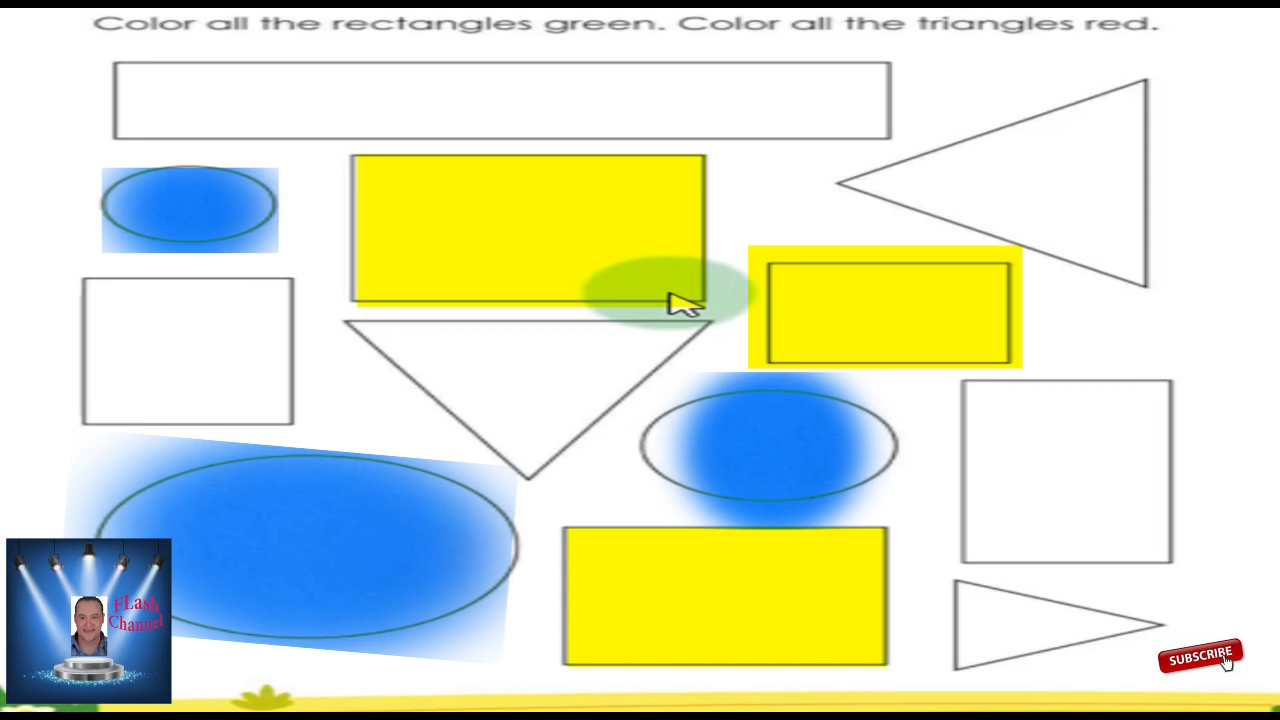 Color all the rectangles green. Color all the triangles red.
FLash
Channel
SUBSCRIBE